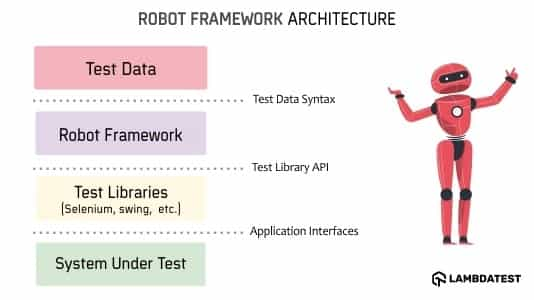 ROBOT FRAMEWORK ARCHITECTURE
Test Data
Test Data Syntax
Robot Framework
Test Library API
Test Libraries
(Selenium, swing, etc.)
Application Interfaces
System Under Test
LAMBDATEST